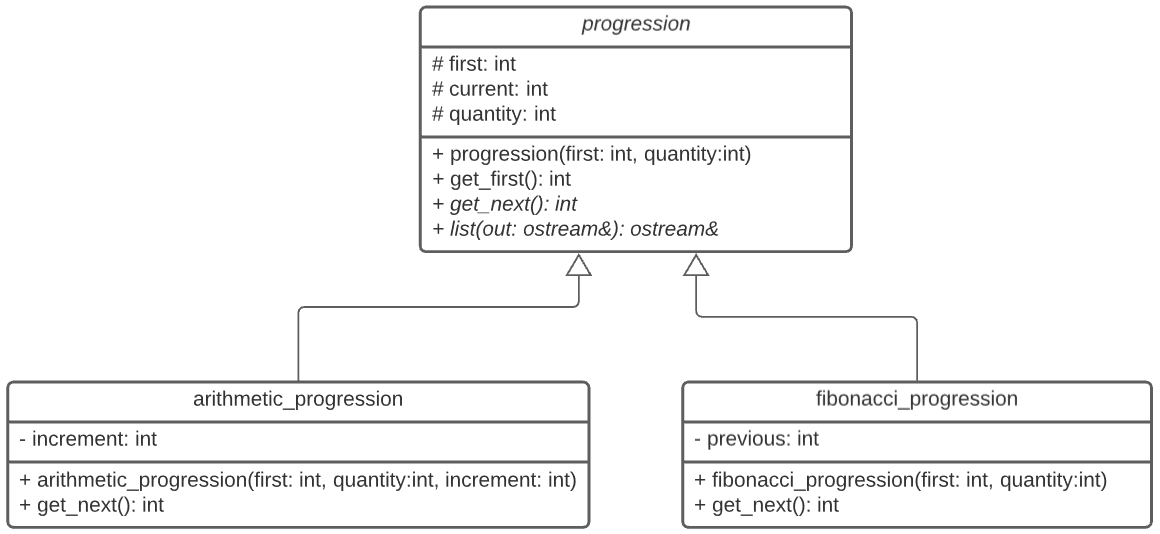 progression
# first: int
# current: int
# quantity: int
+ progression(first: int, quantity:int)
+ get_first(): int
+ get_next(): int
+ list(out: ostream&): ostream&
arithmetic_progression
- increment: int
+ arithmetic_progression(first: int, quantity:int, increment: int)
+ get_next(): int
fibonacci_progression
- previous: int
+ fibonacci_progression(first: int, quantity:int)
+ get_next(): int